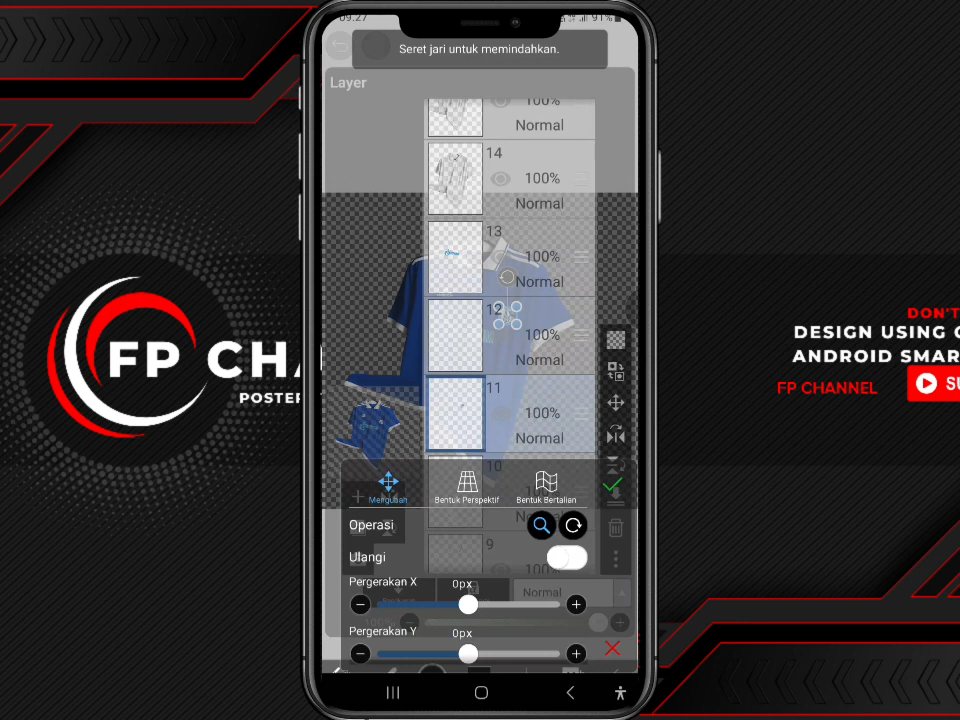 09.27
91%
Seret jari untuk memindahkan.
Layer
100%
Normal
14
100%
Normal
13
100%
Normal
12
100%
Normal
11
100%
Normal
10
Mengubah
Bentuk Perspektif
Bentuk Bertalian
Operasi
9
Ulangi
100%
Pergerakan X
0px
Normal
Pergerakan Y
0px
FP CHA
POSTER
DON'T
DESIGN USING
ANDROID SMAR
FP CHANNEL
SU